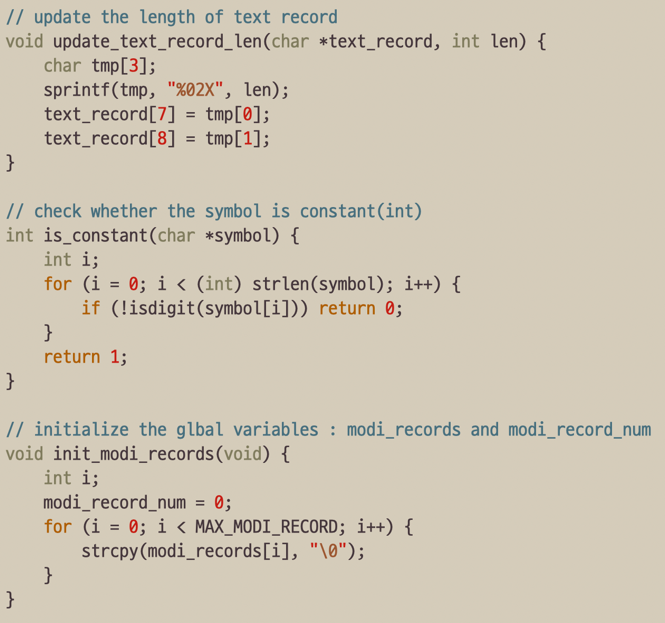 // update the length of text record
void update_text_record_len(char *text_record, int len) {
    char tmp[3];
    sprintf(tmp, "%02X", len);
    text_record[7] = tmp[0];
    text_record[8] = tmp[1];
}

// check whether the symbol is constant(int)
int is_constant(char *symbol) {
    int i;
    for (i = 0; i < (int) strlen(symbol); i++) {
        if (!isdigit(symbol[i])) return 0;
    }
    return 1;
}

// initialize the glbal variables : modi_records and modi_record_num
void init_modi_records(void) {
    int i;
    modi_record_num = 0;
    for (i = 0; i < MAX_MODI_RECORD; i++) {
        strcpy(modi_records[i], "\0");
    }
}